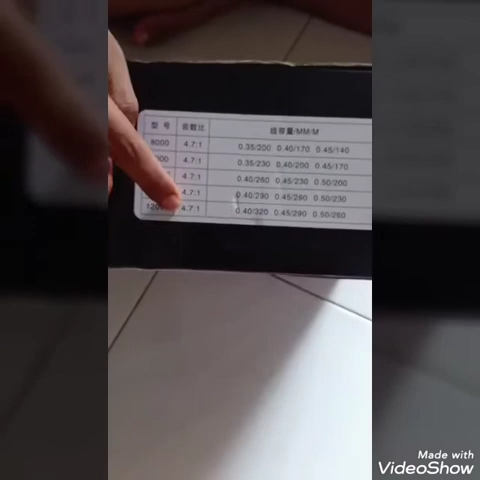 型 号 齿数比 线容量/MM/M
8000 4.7:1 0.35/200 0.40/170 0.45/140
000 4.7:1 0.35/230 0.40/200 0.45/170
4.7:1 0.40/260 0.45/230 0.50/200
4.7:1 0.40/290 0.45/260 0.50/230
4.7:1 0.40/320 0.45/290 0.50/260
Made with
VideoShow